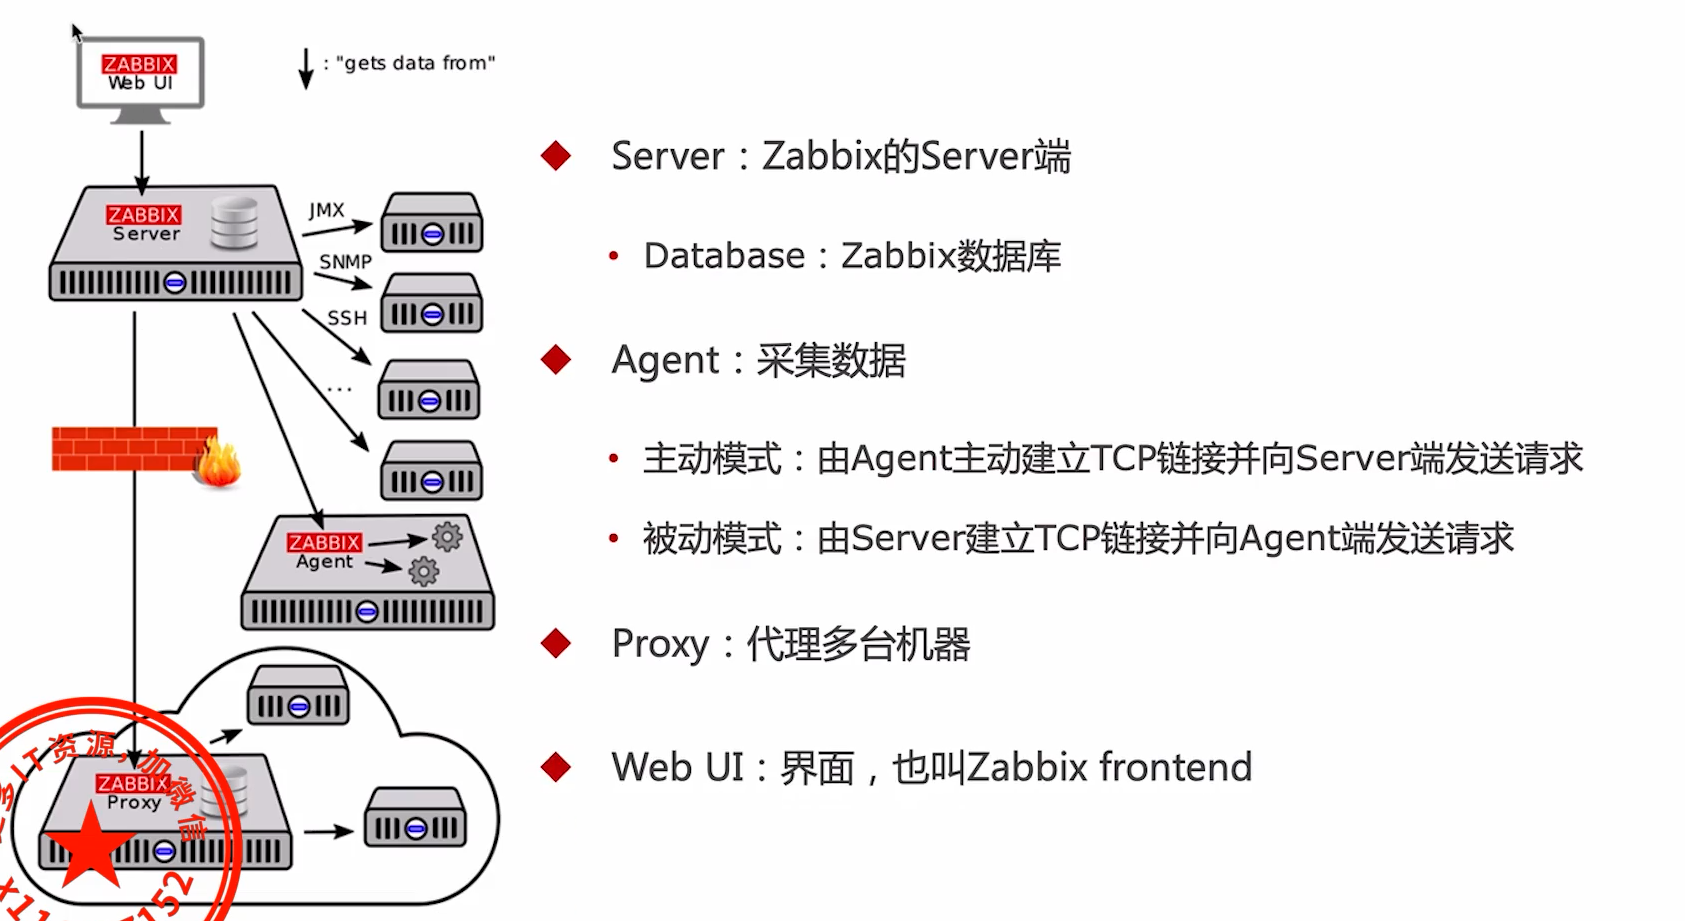 ZABBIX
Web UI
: "gets data from"
ZABBIX
Server
JMX
SNMP
SSH
...
ZABBIX
Agent
ZABBIX
Proxy
多IT资源,加微信
Server：Zabbix的Server端
Database：Zabbix数据库
Agent：采集数据
主动模式：由Agent主动建立TCP链接并向Server端发送请求
被动模式：由Server建立TCP链接并向Agent端发送请求
Proxy：代理多台机器
Web UI：界面，也叫Zabbix frontend